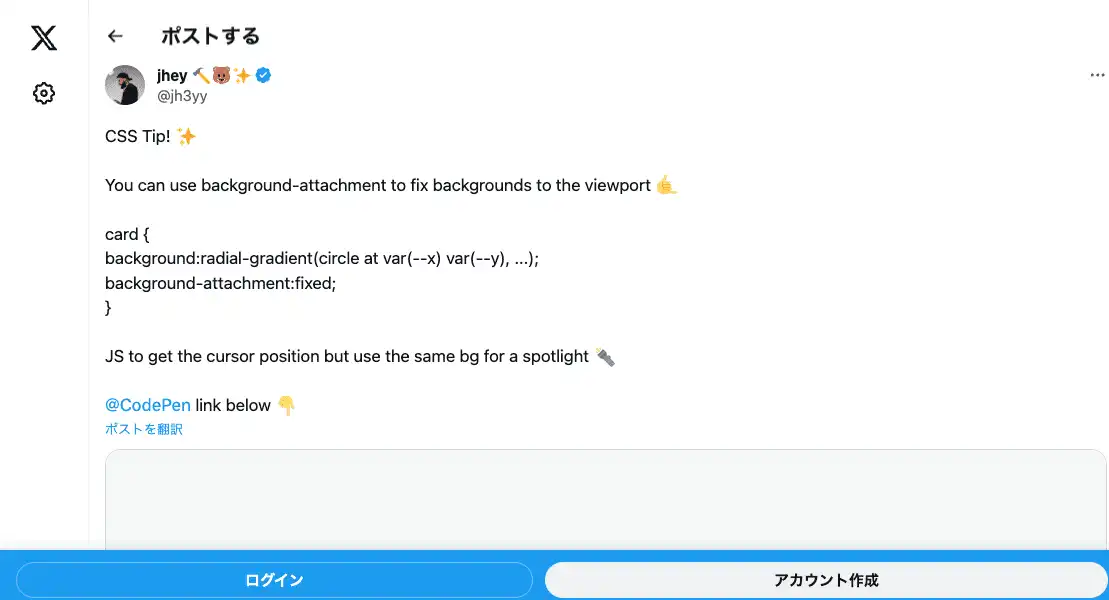 ポストする
jhey 🔨🐻✨
@jh3yy
CSS Tip! ✨
You can use background-attachment to fix backgrounds to the viewport 🤙
card {
background:radial-gradient(circle at var(--x) var(--y), ...);
background-attachment:fixed;
}
JS to get the cursor position but use the same bg for a spotlight 🔦
@CodePen link below 👇
ポストを翻訳
ログイン
アカウント作成